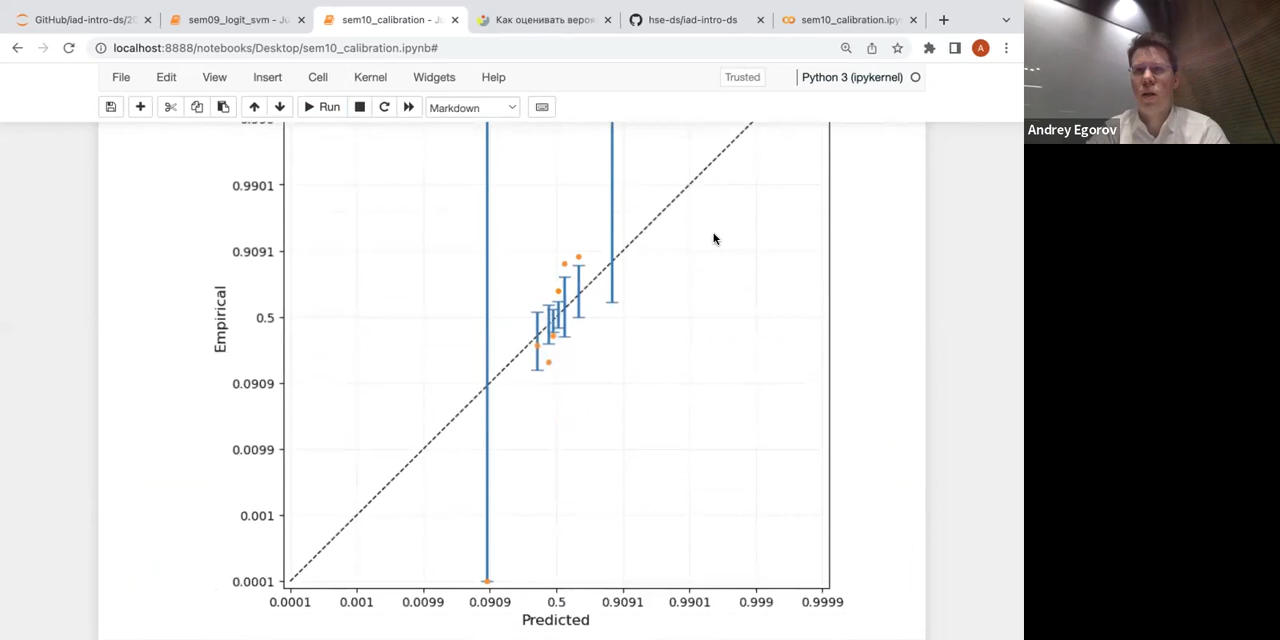 GitHub/iad-intro-ds/20
sem09_logit_svm - Ju
sem10_calibration - Ju
Как оценивать вероя
hse-ds/iad-intro-ds
sem10_calibration.ipy
localhost:8888/notebooks/Desktop/sem10_calibration.ipynb#
A
File Edit View Insert Cell Kernel Widgets Help
Trusted
Python 3 (ipykernel)
Run
Markdown
Andrey Egorov
0.9901
0.9091
0.5
0.0909
0.0099
0.001
0.0001
Empirical
0.0001 0.001 0.0099 0.0909 0.5 0.9091 0.9901 0.999 0.9999
Predicted